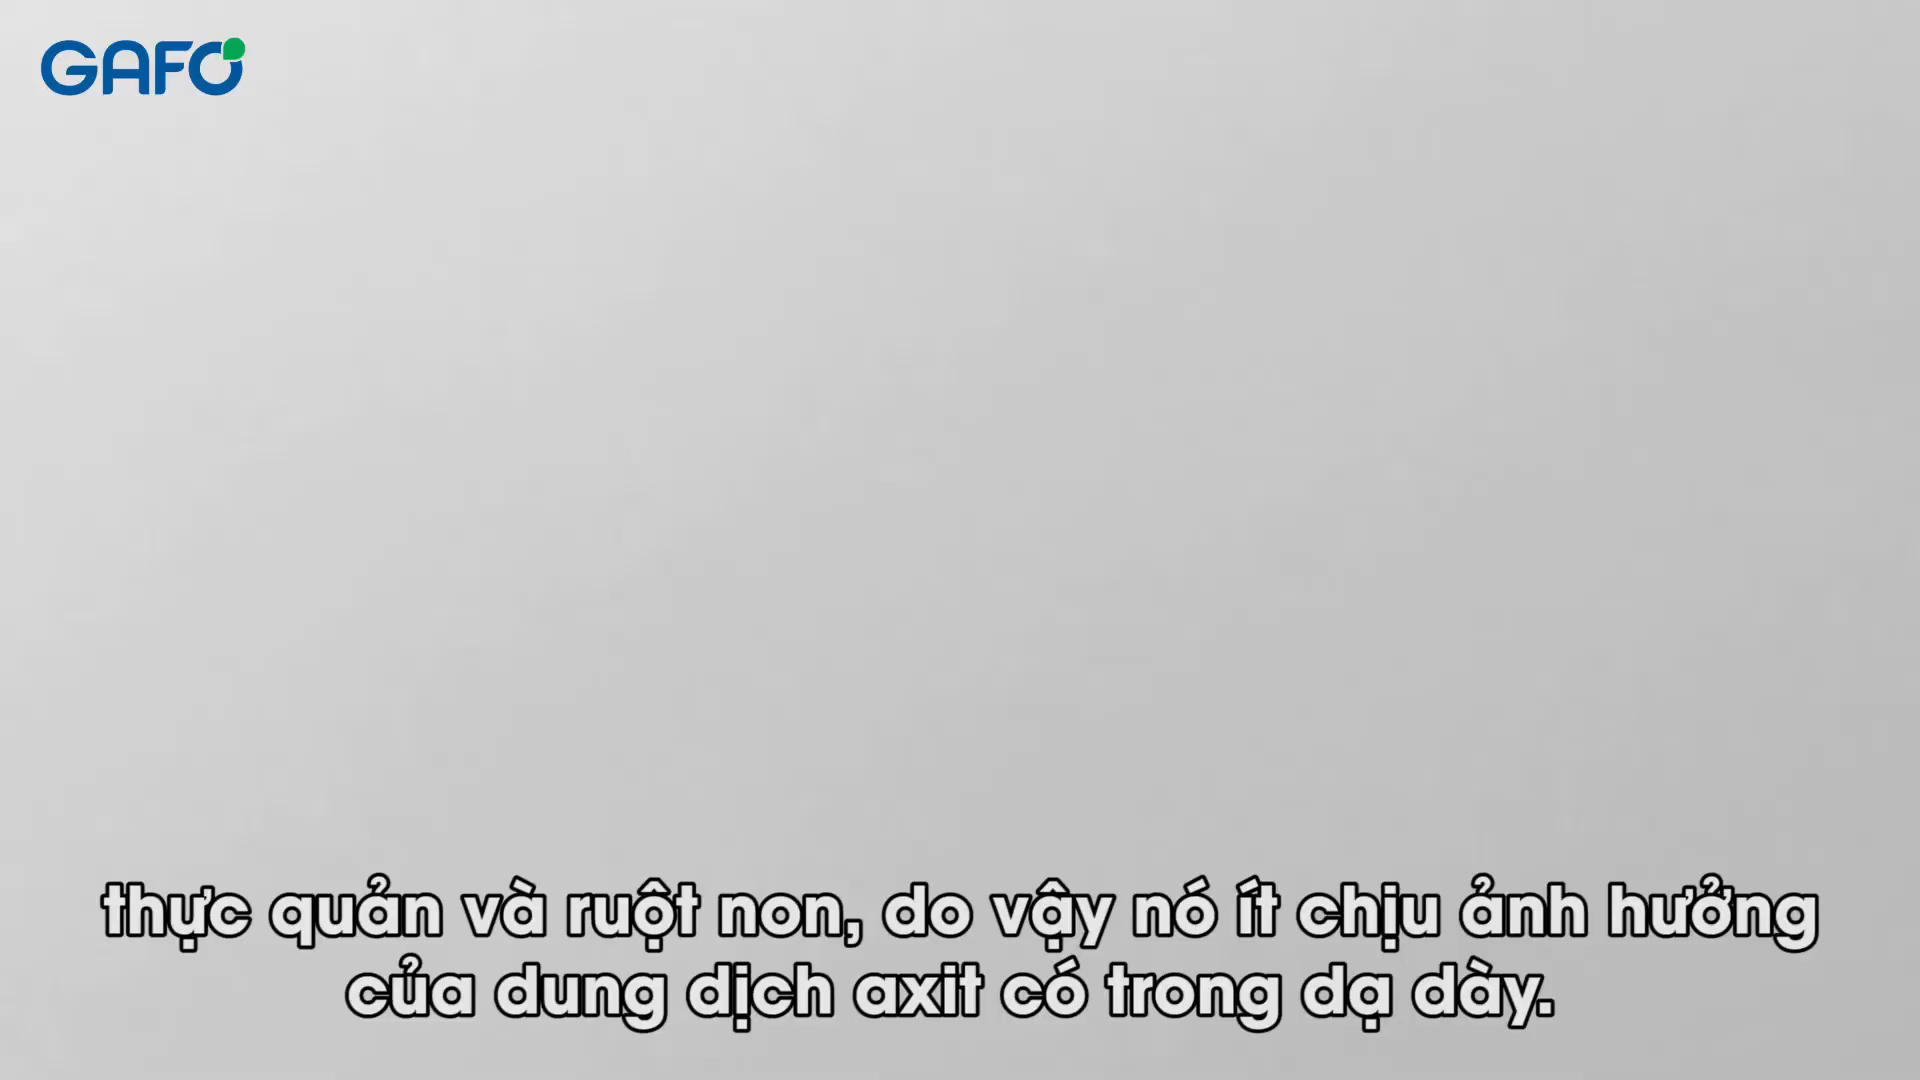 GAFO
thực quản và ruột non, do vậy nó ít chịu ảnh hưởng
của dung dịch axit có trong dạ dày.